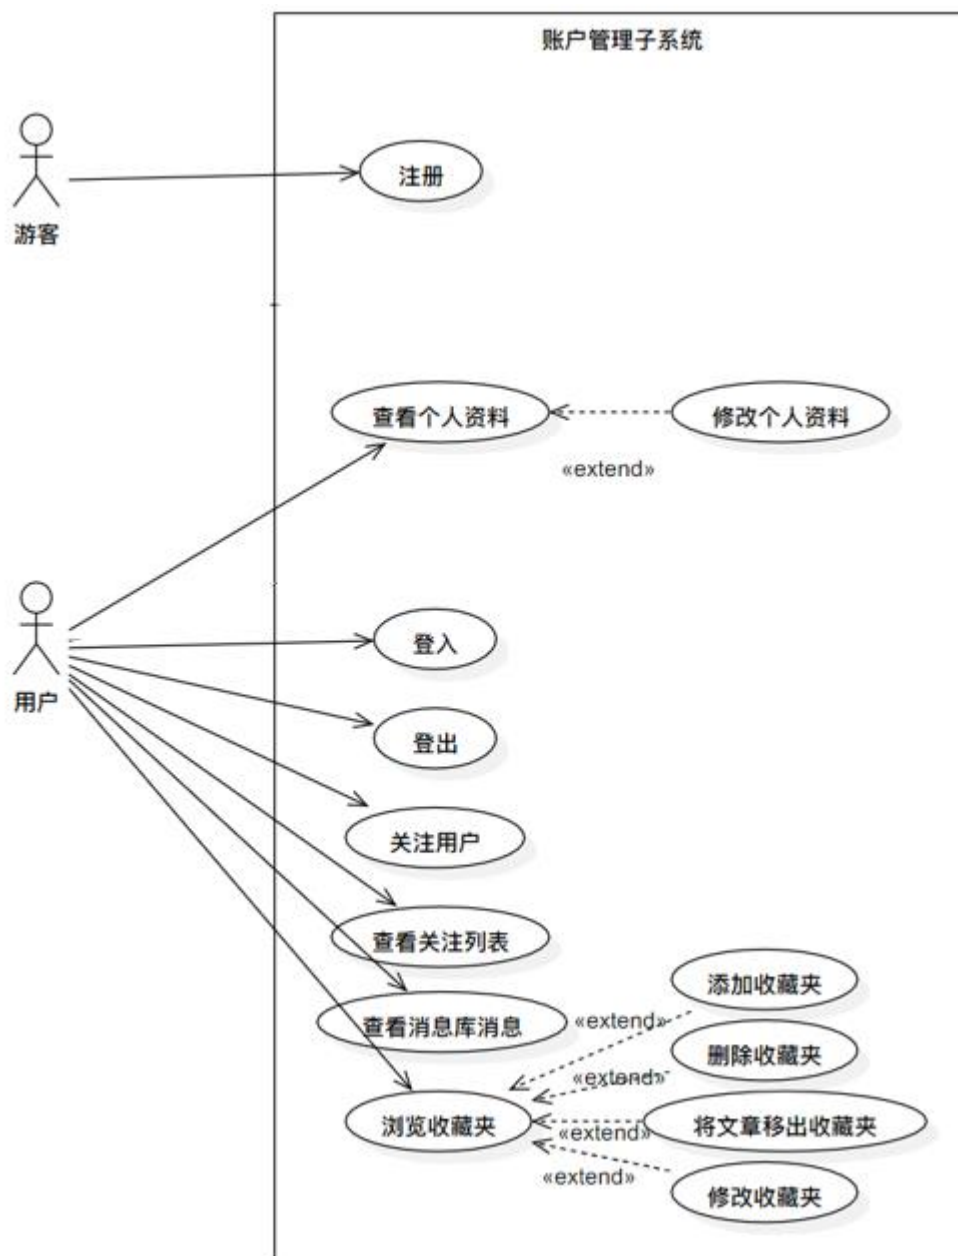 账户管理子系统
注册
游客
查看个人资料
修改个人资料
«extend»
登入
用户
登出
关注用户
查看关注列表
添加收藏夹
查看消息库消息
«extend»
删除收藏夹
«extend»
浏览收藏夹
将文章移出收藏夹
«extend»
«extend»
修改收藏夹